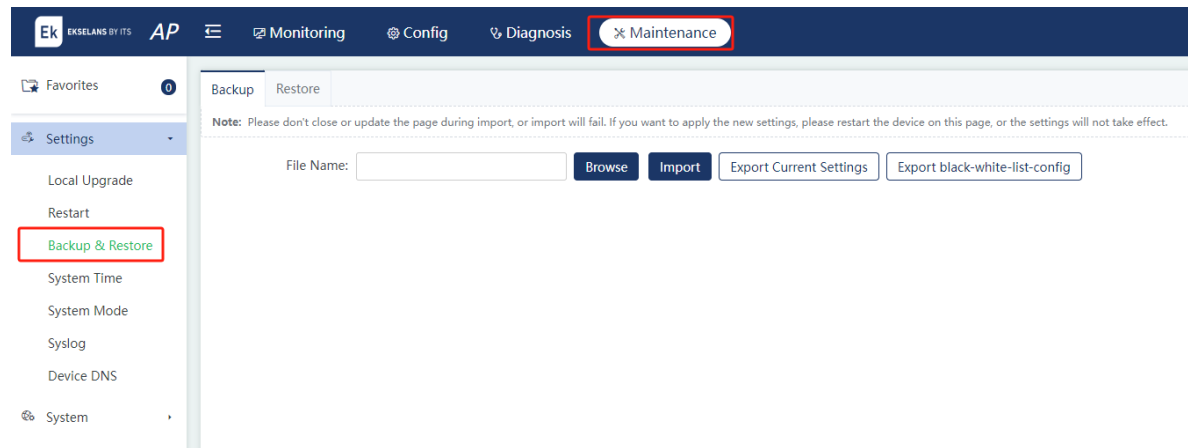 Ek EKSELANS BY ITS AP Monitoring Config Diagnosis Maintenance
Favorites 0
Settings
Local Upgrade
Restart
Backup & Restore
System Time
System Mode
Syslog
Device DNS
System
Backup Restore
Note: Please don't close or update the page during import, or import will fail. If you want to apply the new settings, please restart the device on this page, or the settings will not take effect.
File Name: Browse Import Export Current Settings Export black-white-list-config